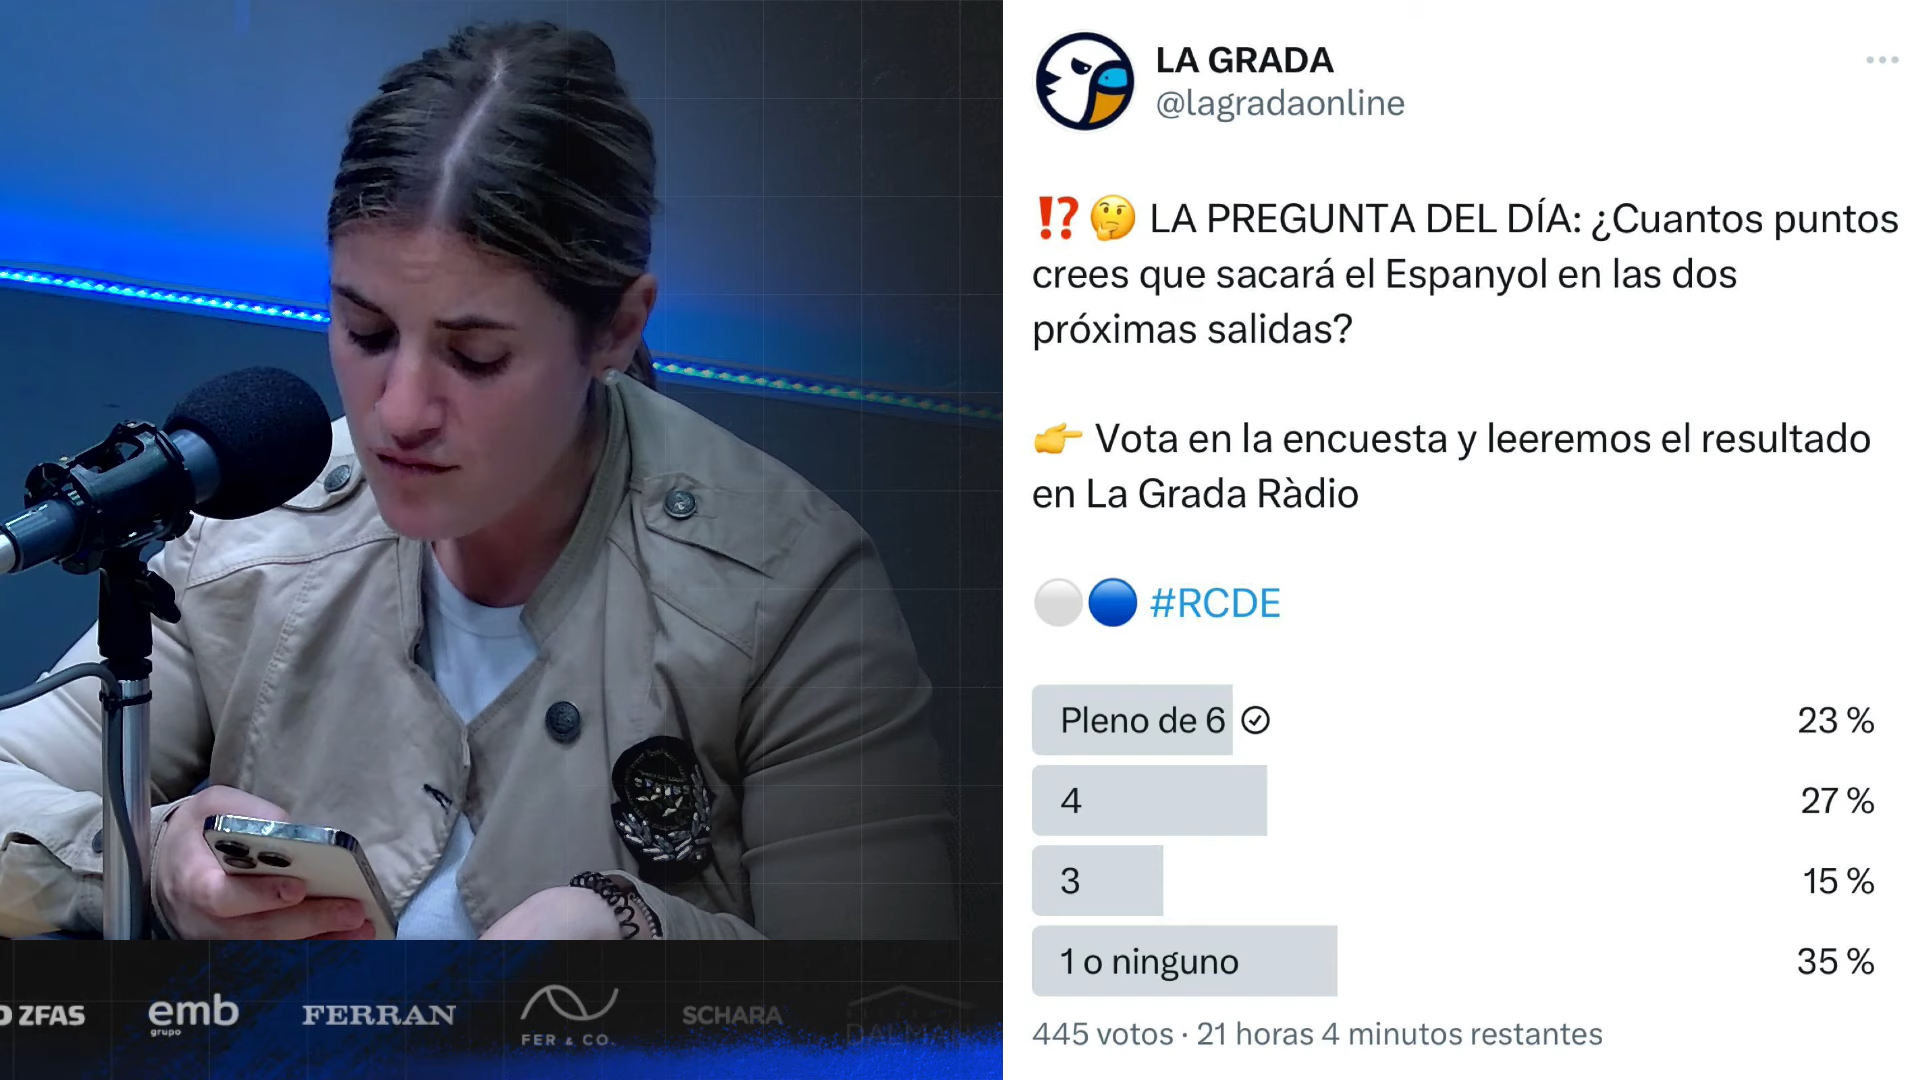 LA GRADA
@lagradaonline
⁉️🤔 LA PREGUNTA DEL DÍA: ¿Cuantos puntos
crees que sacará el Espanyol en las dos
próximas salidas?
👉 Vota en la encuesta y leeremos el resultado
en La Grada Ràdio
⚪🔵 #RCDE
Pleno de 6 23 %
4 27 %
3 15 %
1 o ninguno 35 %
445 votos · 21 horas 4 minutos restantes
ZFAS
emb
grupo
FERRAN
FER & CO.
SCHARA